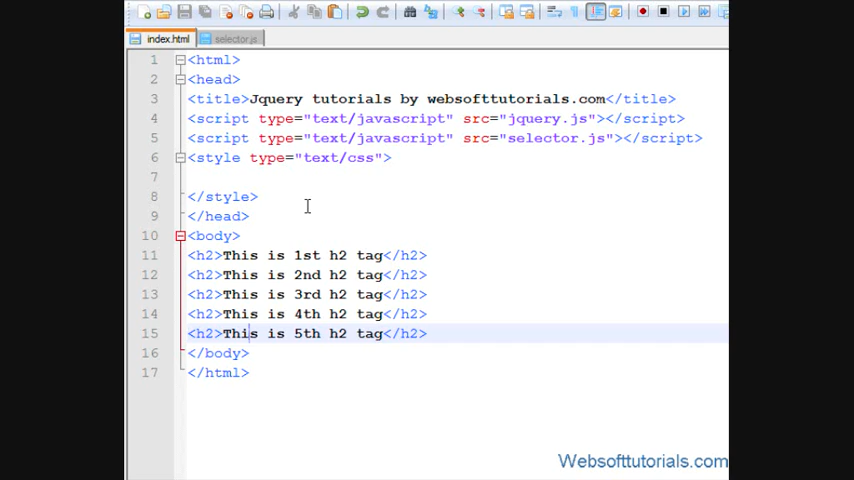 index.html selector.js
1 <html>
2 <head>
3 <title>Jquery tutorials by websofttutorials.com</title>
4 <script type="text/javascript" src="jquery.js"></script>
5 <script type="text/javascript" src="selector.js"></script>
6 <style type="text/css">
7
8 </style>
9 </head>
10 <body>
11 <h2>This is 1st h2 tag</h2>
12 <h2>This is 2nd h2 tag</h2>
13 <h2>This is 3rd h2 tag</h2>
14 <h2>This is 4th h2 tag</h2>
15 <h2>This is 5th h2 tag</h2>
16 </body>
17 </html>
Websofttutorials.com